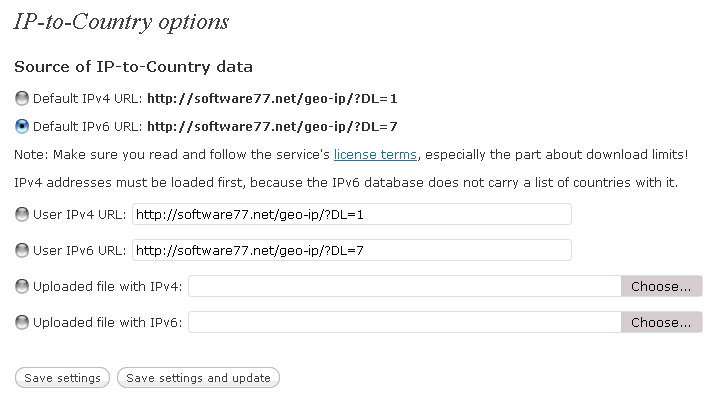 IP-to-Country options
Source of IP-to-Country data
Default IPv4 URL: http://software77.net/geo-ip/?DL=1
Default IPv6 URL: http://software77.net/geo-ip/?DL=7
Note: Make sure you read and follow the service's license terms, especially the part about download limits!
IPv4 addresses must be loaded first, because the IPv6 database does not carry a list of countries with it.
User IPv4 URL: http://software77.net/geo-ip/?DL=1
User IPv6 URL: http://software77.net/geo-ip/?DL=7
Uploaded file with IPv4: Choose...
Uploaded file with IPv6: Choose...
Save settings Save settings and update